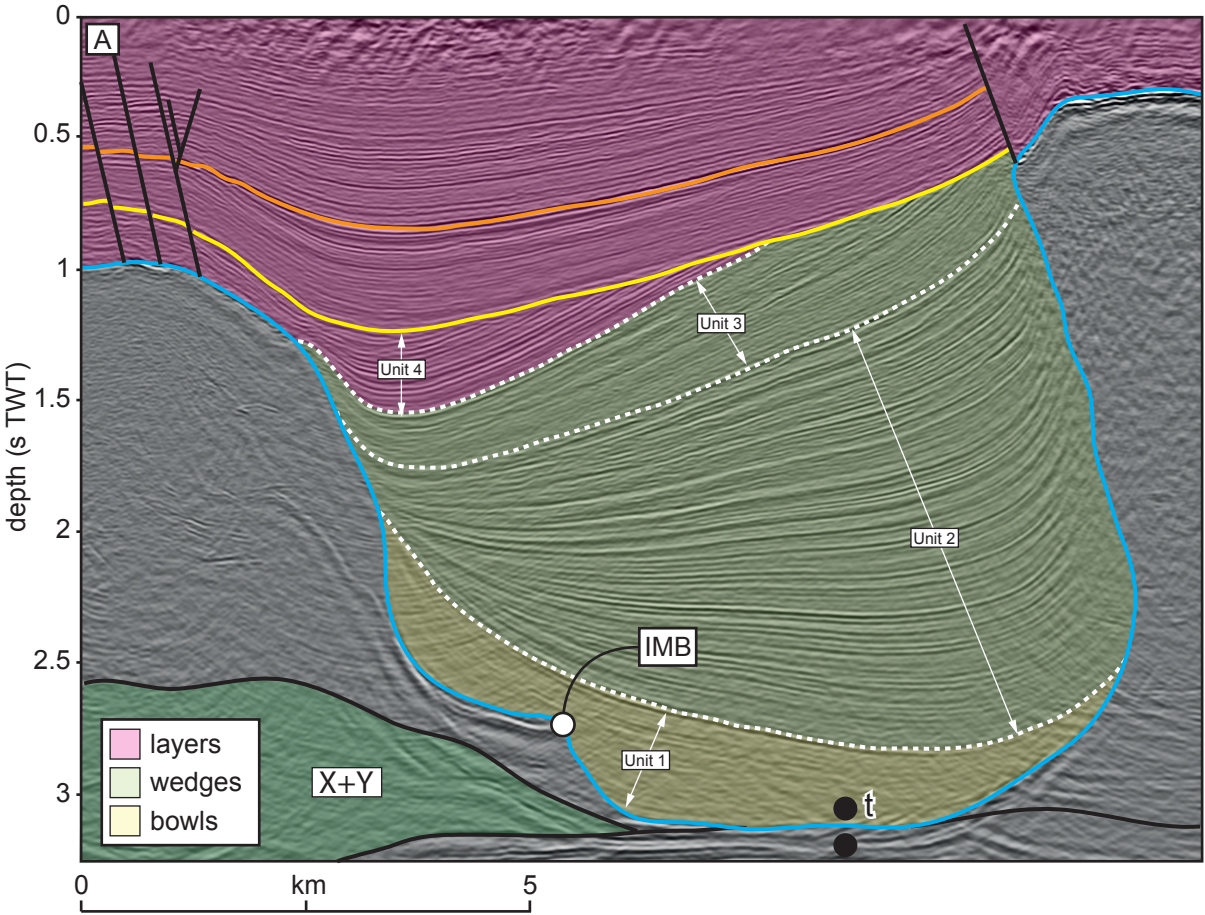 0
A
0.5
1
1.5
2
2.5
3
depth (s TWT)
Unit 3
Unit 4
Unit 2
IMB
Unit 1
X+Y
t
layers
wedges
bowls
0
km
5